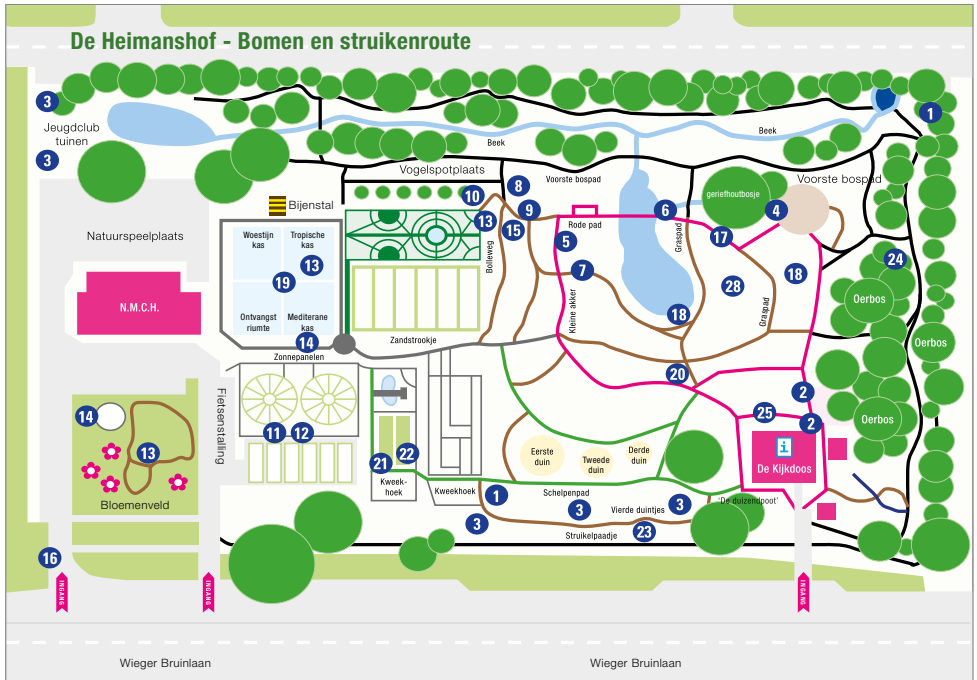 De Heimanshof - Bomen en struikenroute
3
Jeugdclub
tuinen
3
1
Beek
Beek
Vogelspotplaats
Voorste bospad
Voorste bospad
10
8
9
geriefhoutbosje
6
4
Bijenstal
13
15
Rode pad
5
17
Natuurspeelplaats
Woestijn
kas
Tropische
kas
13
19
Bolleweg
Graspad
7
28
18
24
N.M.C.H.
Ontvangst
riumte
Mediterane
kas
14
Zonnepanelen
Zandstrookje
Kleine akker
18
Graspad
Oerbos
Oerbos
20
2
25
2
Oerbos
14
13
Bloemenveld
Fietsenstalling
11
12
21
22
Kweek-
hoek
Kweekhoek
Eerste
duin
Tweede
duin
Derde
duin
i
De Kijkdoos
1
Schelpenpad
3
Vierde duintjes
3
'De duizendpoot'
3
23
Struikelpaadje
16
INGANG
INGANG
INGANG
Wieger Bruinlaan
Wieger Bruinlaan